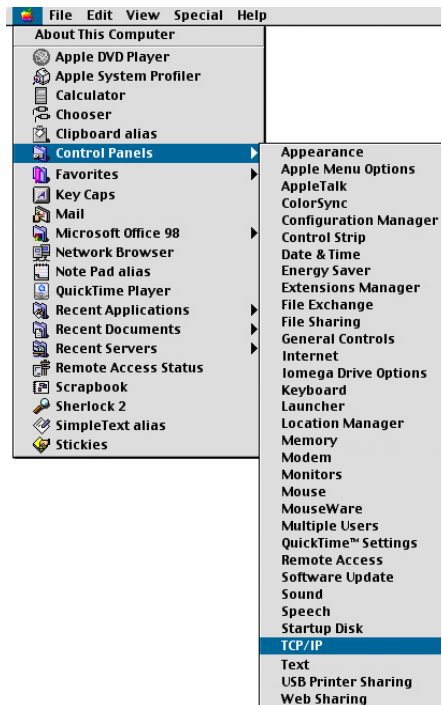 File Edit View Special Help
About This Computer
Apple DVD Player
Apple System Profiler
Calculator
Chooser
Clipboard alias
Control Panels
Favorites
Key Caps
Mail
Microsoft Office 98
Network Browser
Note Pad alias
QuickTime Player
Recent Applications
Recent Documents
Recent Servers
Remote Access Status
Scrapbook
Sherlock 2
SimpleText alias
Stickies
Appearance
Apple Menu Options
AppleTalk
ColorSync
Configuration Manager
Control Strip
Date & Time
Energy Saver
Extensions Manager
File Exchange
File Sharing
General Controls
Internet
Iomega Drive Options
Keyboard
Launcher
Location Manager
Memory
Modem
Monitors
Mouse
MouseWare
Multiple Users
QuickTime™ Settings
Remote Access
Software Update
Sound
Speech
Startup Disk
TCP/IP
Text
USB Printer Sharing
Web Sharing